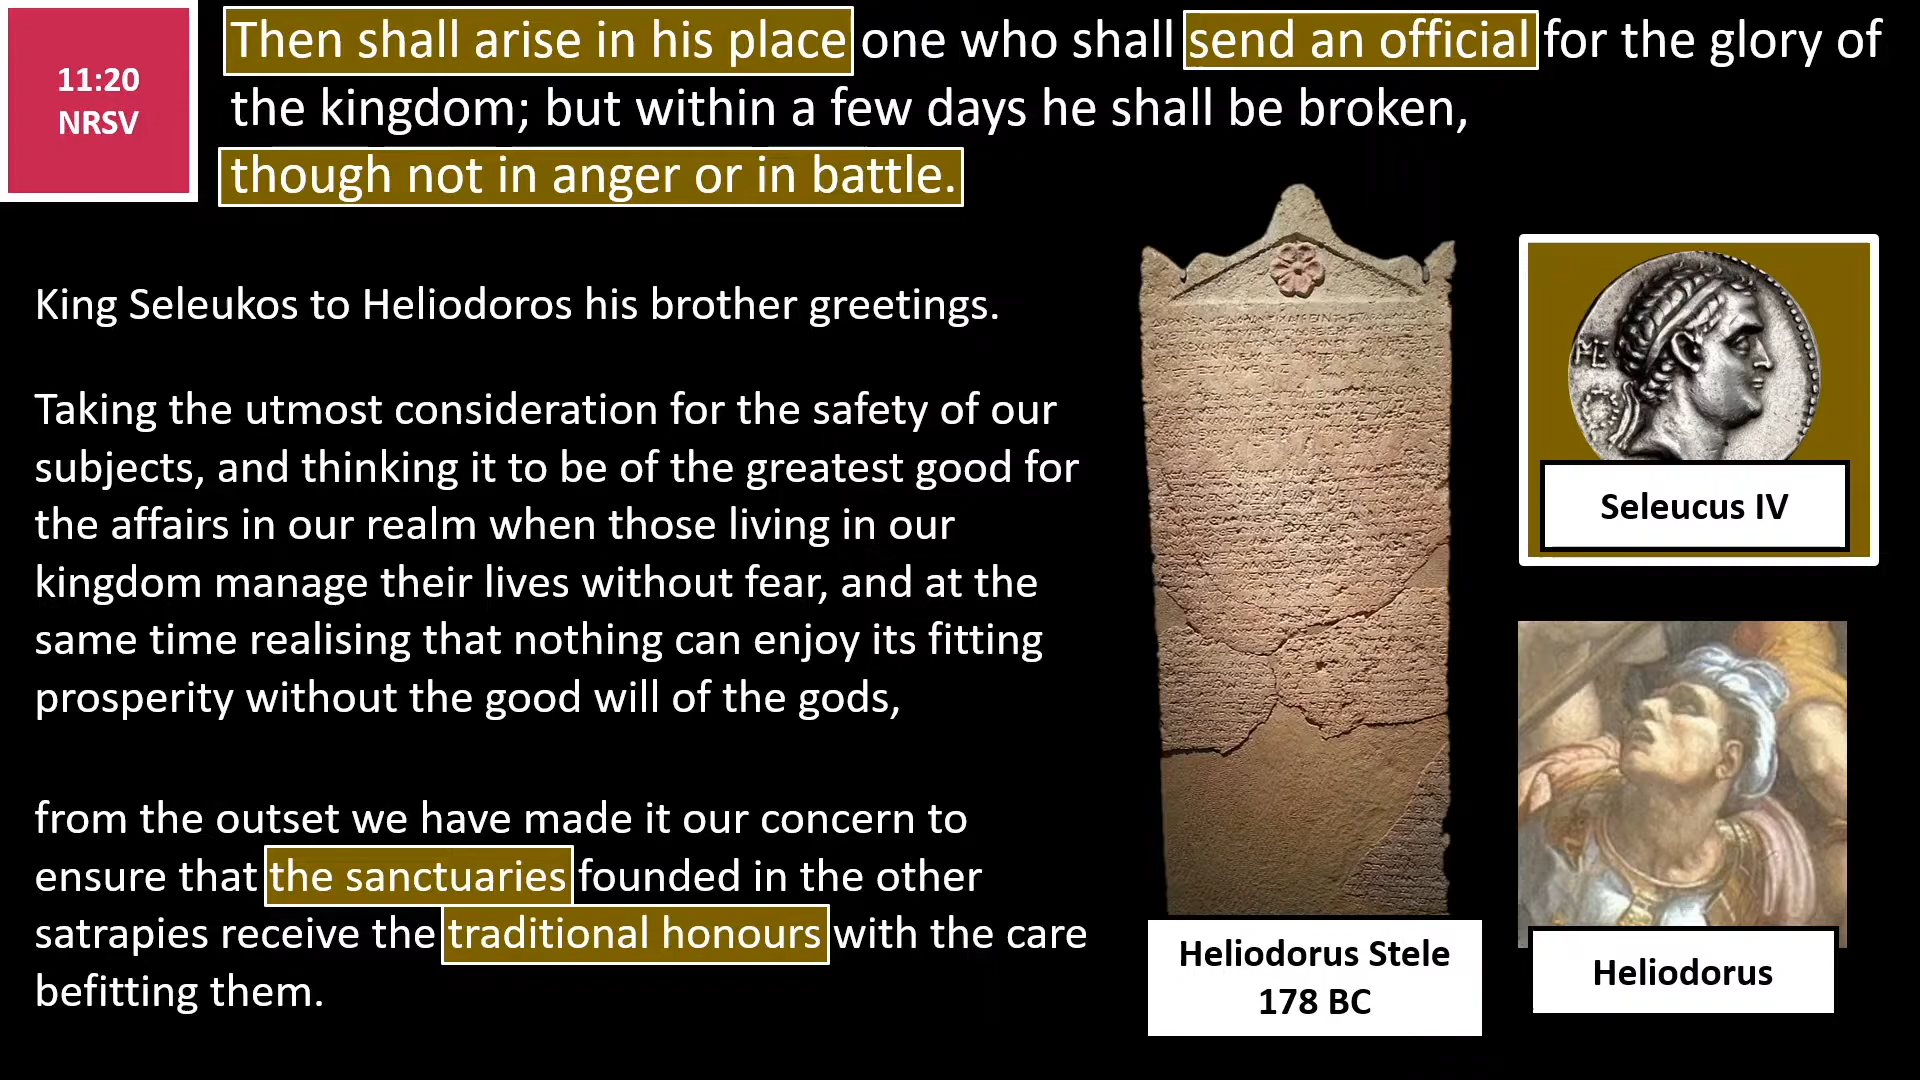 11:20
NRSV
Then shall arise in his place one who shall send an official for the glory of
the kingdom; but within a few days he shall be broken,
though not in anger or in battle.
King Seleukos to Heliodoros his brother greetings.
Taking the utmost consideration for the safety of our
subjects, and thinking it to be of the greatest good for
the affairs in our realm when those living in our
kingdom manage their lives without fear, and at the
same time realising that nothing can enjoy its fitting
prosperity without the good will of the gods,
from the outset we have made it our concern to
ensure that the sanctuaries founded in the other
satrapies receive the traditional honours with the care
befitting them.
Heliodorus Stele
178 BC
Seleucus IV
Heliodorus